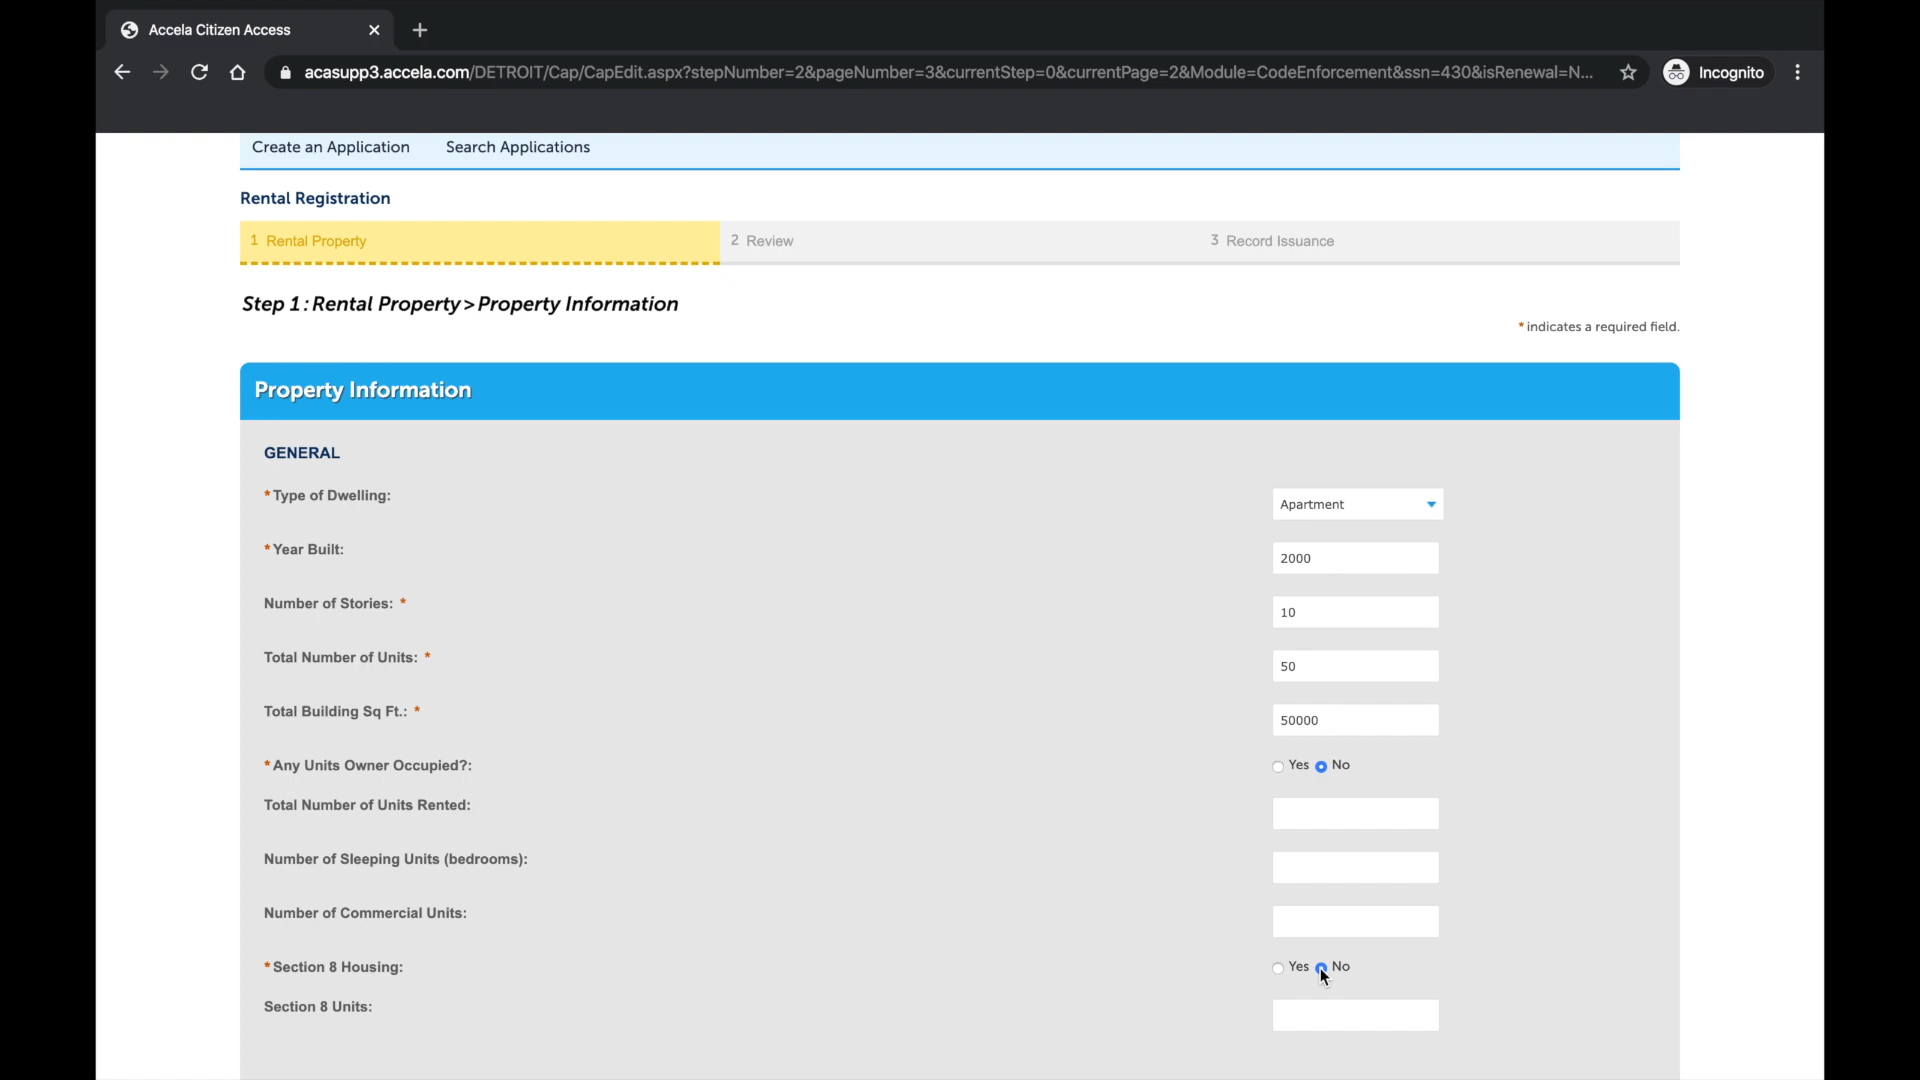 Accela Citizen Access
acasupp3.accela.com/DETROIT/Cap/CapEdit.aspx?stepNumber=2&pageNumber=3&currentStep=0&currentPage=2&Module=CodeEnforcement&ssn=430&isRenewal=N...
Incognito
Create an Application Search Applications
Rental Registration
1 Rental Property 2 Review 3 Record Issuance
Step 1: Rental Property>Property Information
* indicates a required field.
Property Information
GENERAL
* Type of Dwelling: Apartment
* Year Built: 2000
Number of Stories: * 10
Total Number of Units: * 50
Total Building Sq Ft.: * 50000
* Any Units Owner Occupied?: Yes No
Total Number of Units Rented:
Number of Sleeping Units (bedrooms):
Number of Commercial Units:
* Section 8 Housing: Yes No
Section 8 Units: